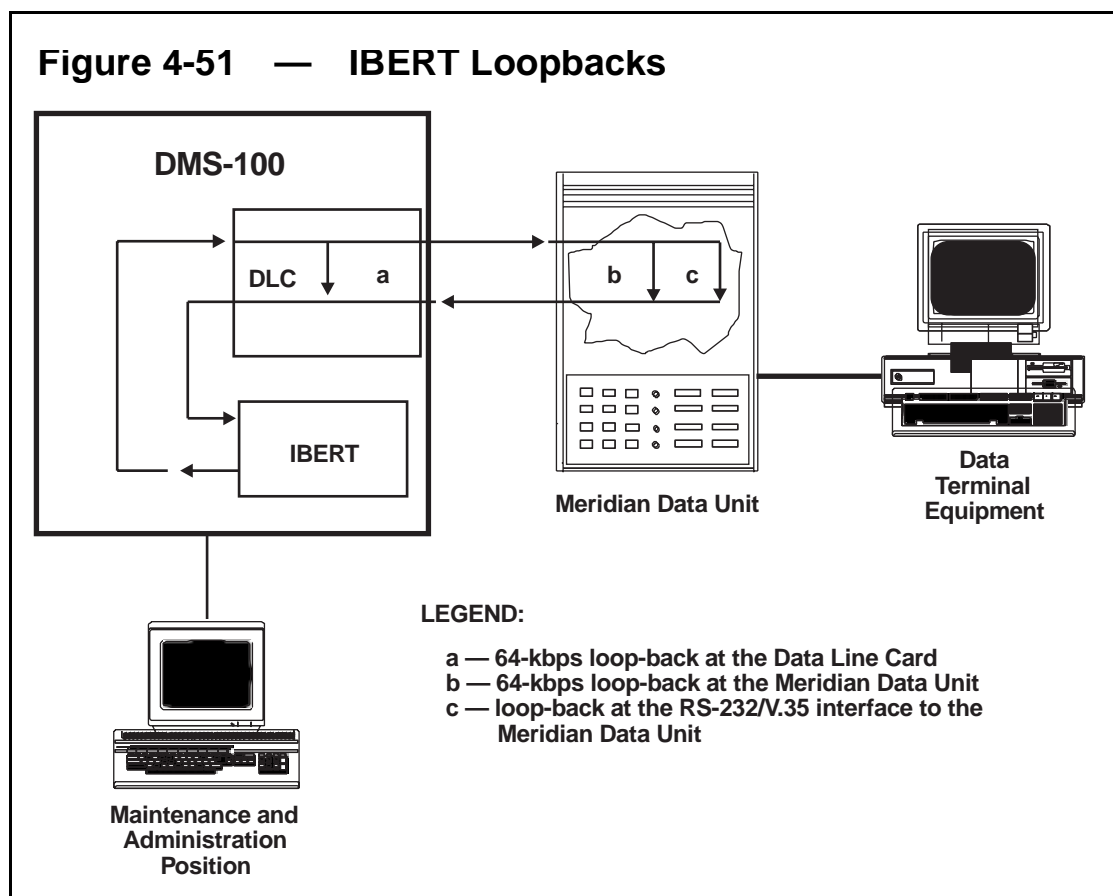 Figure 4-51 — IBERT Loopbacks
DMS-100
DLC
a
b
c
IBERT
Meridian Data Unit
Data
Terminal
Equipment
LEGEND:
a — 64-kbps loop-back at the Data Line Card
b — 64-kbps loop-back at the Meridian Data Unit
c — loop-back at the RS-232/V.35 interface to the
Meridian Data Unit
Maintenance and
Administration
Position